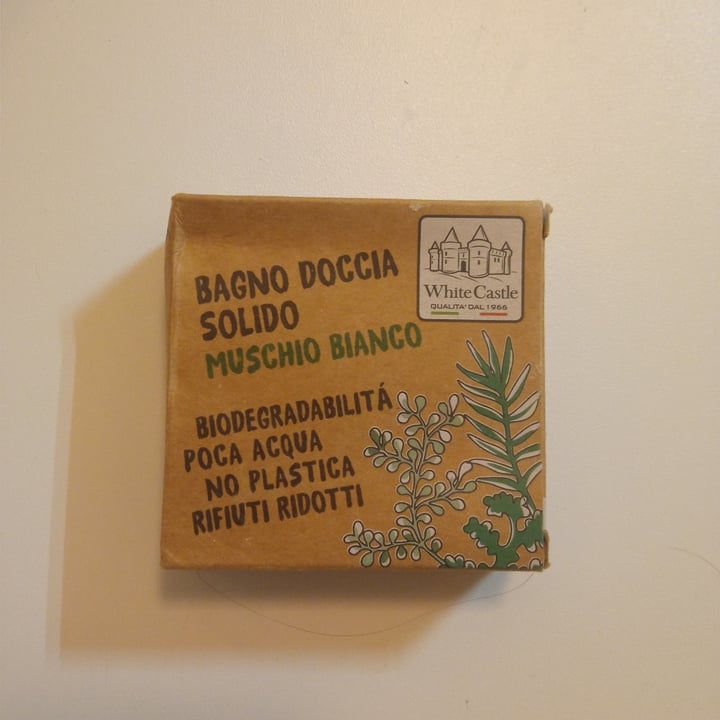 BAGNO DOCCIA
SOLIDO
MUSCHIO BIANCO
White Castle
QUALITA' DAL 1966
BIODEGRADABILITÁ
POCA ACQUA
NO PLASTICA
RIFIUTI RIDOTTI